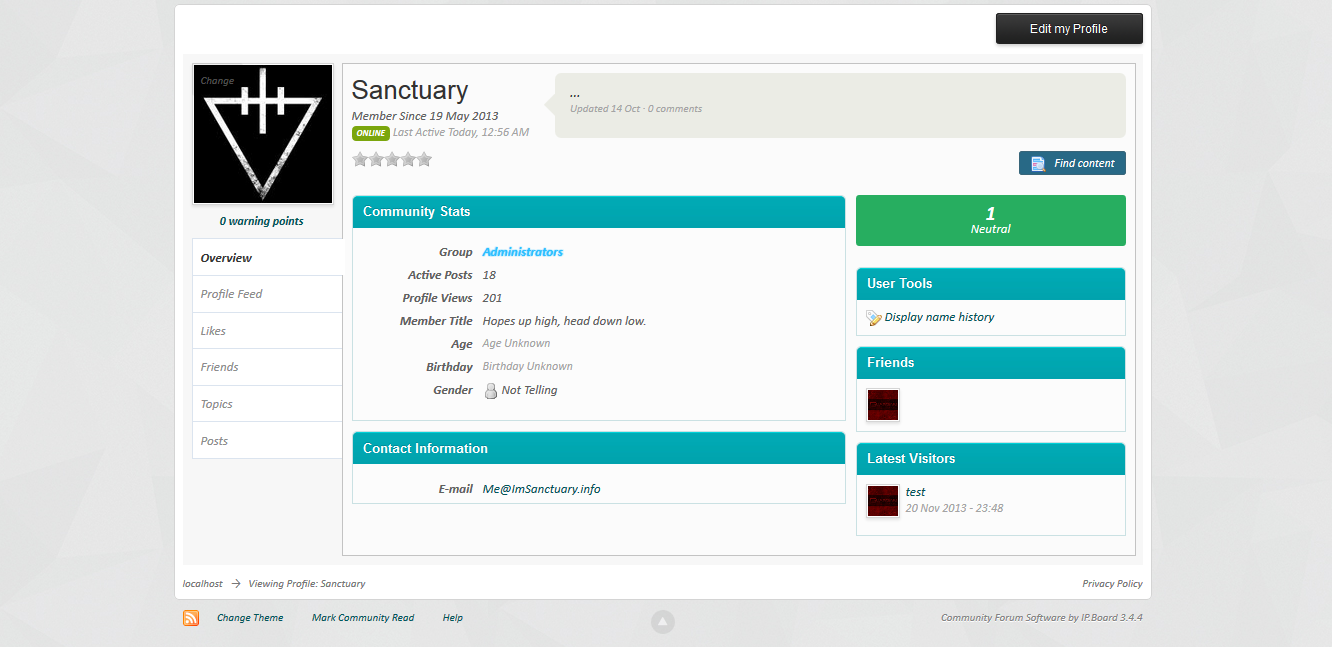 Edit my Profile
Change
Sanctuary
Member Since 19 May 2013
ONLINE Last Active Today, 12:56 AM
...
Updated 14 Oct · 0 comments
Find content
0 warning points
Overview
Profile Feed
Likes
Friends
Topics
Posts
Community Stats
Group Administrators
Active Posts 18
Profile Views 201
Member Title Hopes up high, head down low.
Age Age Unknown
Birthday Birthday Unknown
Gender Not Telling
Contact Information
E-mail Me@ImSanctuary.info
1
Neutral
User Tools
Display name history
Friends
Latest Visitors
test
20 Nov 2013 - 23:48
localhost → Viewing Profile: Sanctuary
Privacy Policy
Change Theme Mark Community Read Help
Community Forum Software by IP.Board 3.4.4